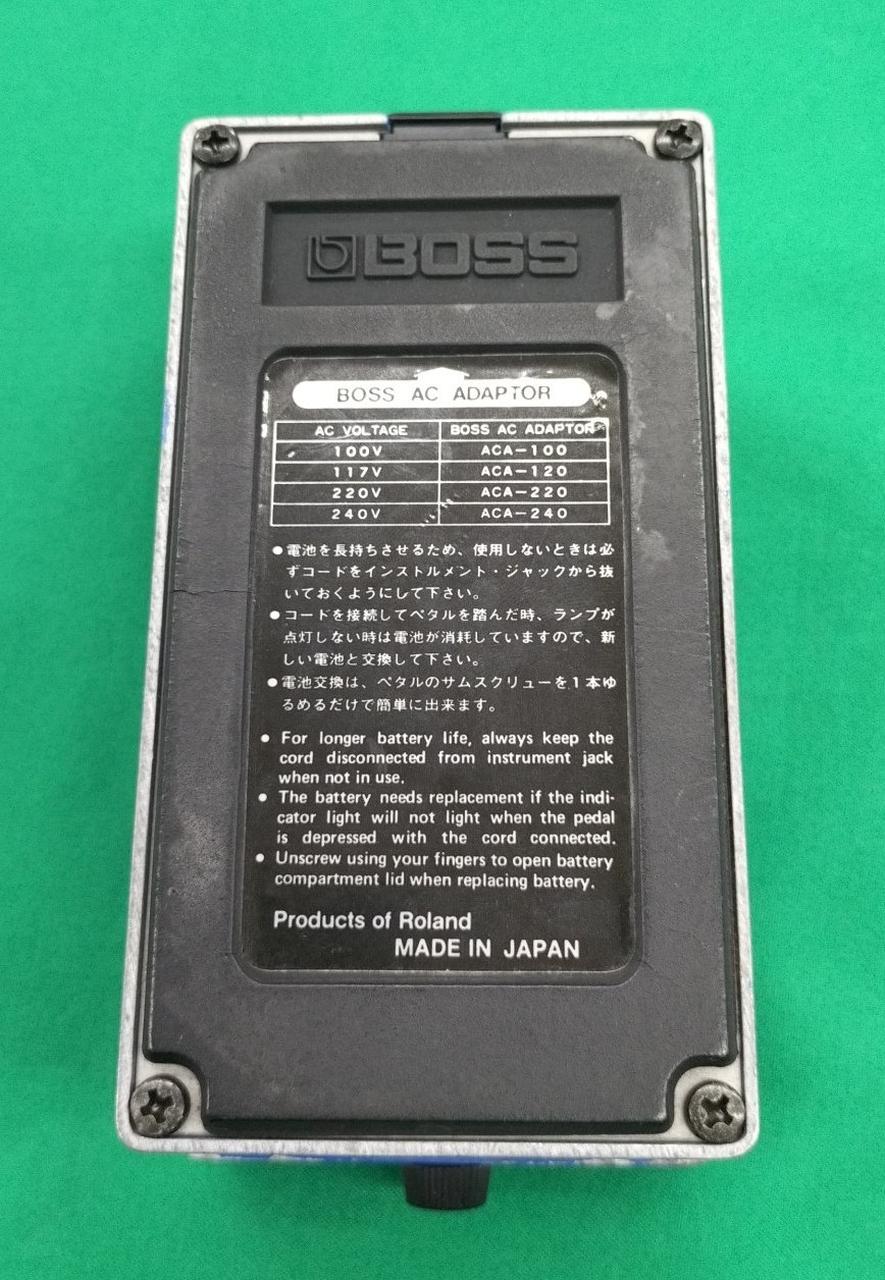 BOSS
BOSS AC ADAPTOR
AC VOLTAGE BOSS AC ADAPTOR
100V ACA-100
117V ACA-120
220V ACA-220
240V ACA-240
●電池を長持ちさせるため、使用しないときは必
ずコードをインストルメント・ジャックから抜
いておくようにして下さい。
●コードを接続してペタルを踏んだ時、ランプが
点灯しない時は電池が消耗していますので、新
しい電池と交換して下さい。
●電池交換は、ペタルのサムスクリューを1本ゆ
るめるだけで簡単に出来ます。
● For longer battery life, always keep the
cord disconnected from instrument jack
when not in use.
● The battery needs replacement if the indi-
cator light will not light when the pedal
is depressed with the cord connected.
● Unscrew using your fingers to open battery
compartment lid when replacing battery.
Products of Roland
MADE IN JAPAN